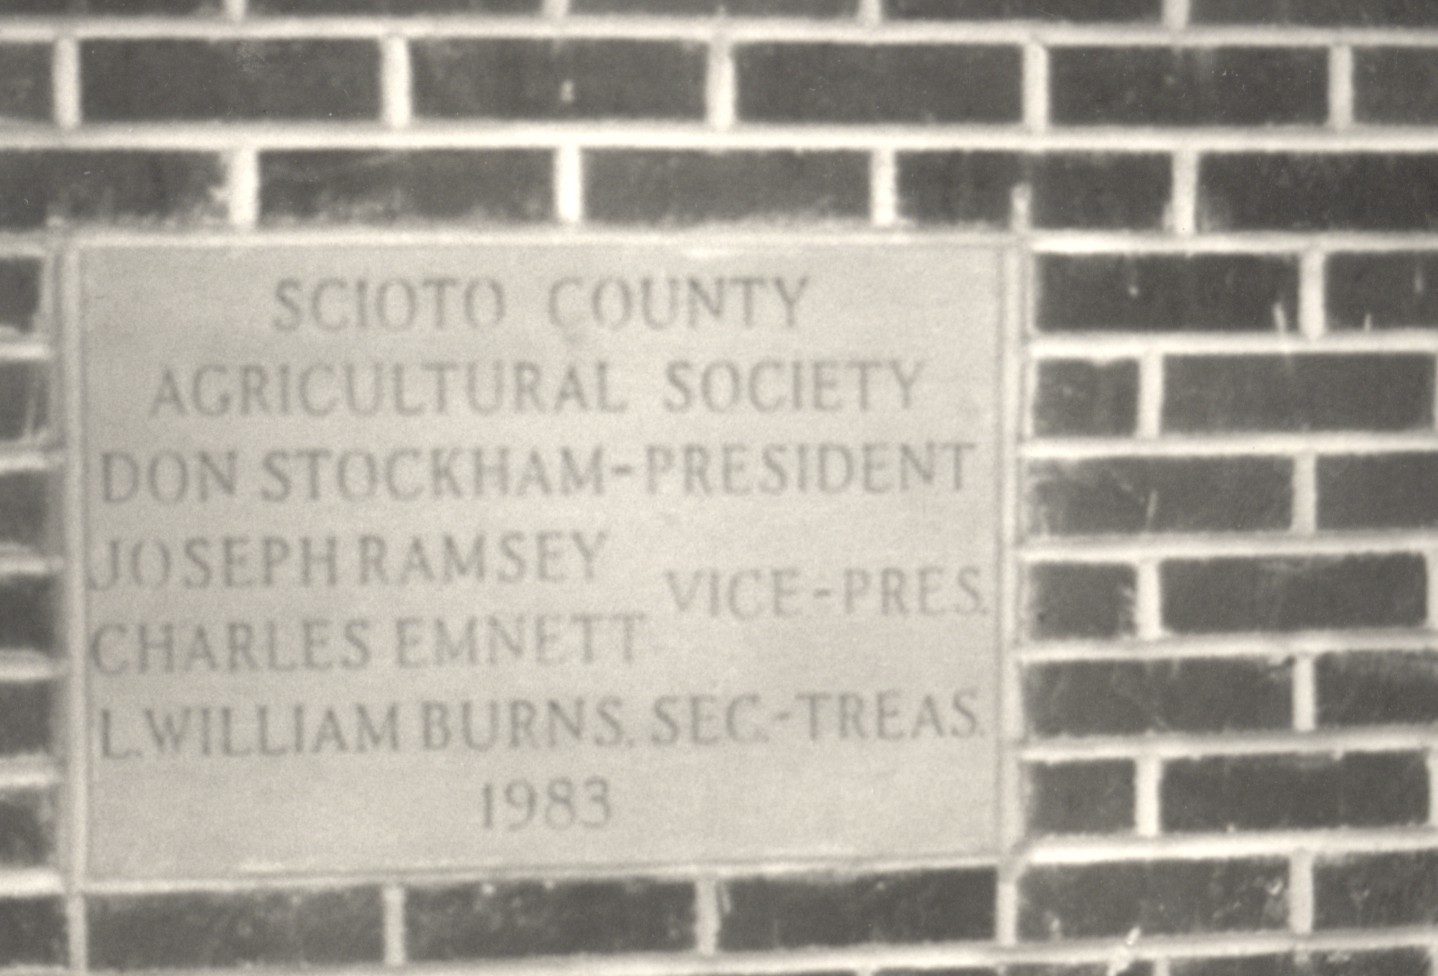 SCIOTO COUNTY
AGRICULTURAL SOCIETY
DON STOCKHAM-PRESIDENT
JOSEPH RAMSEY
VICE-PRES.
CHARLES EMNETT
L.WILLIAM BURNS. SEC.-TREAS.
1983